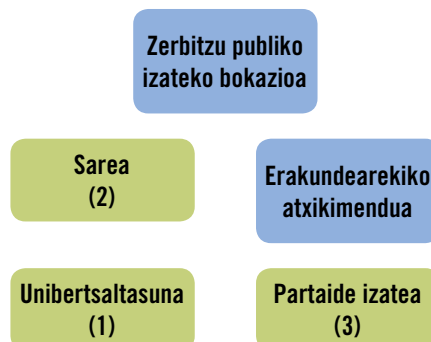 Zerbitzu publiko
izateko bokazioa
Sarea
(2)
Erakundearekiko
atxikimendua
Unibertsaltasuna
(1)
Partaide izatea
(3)